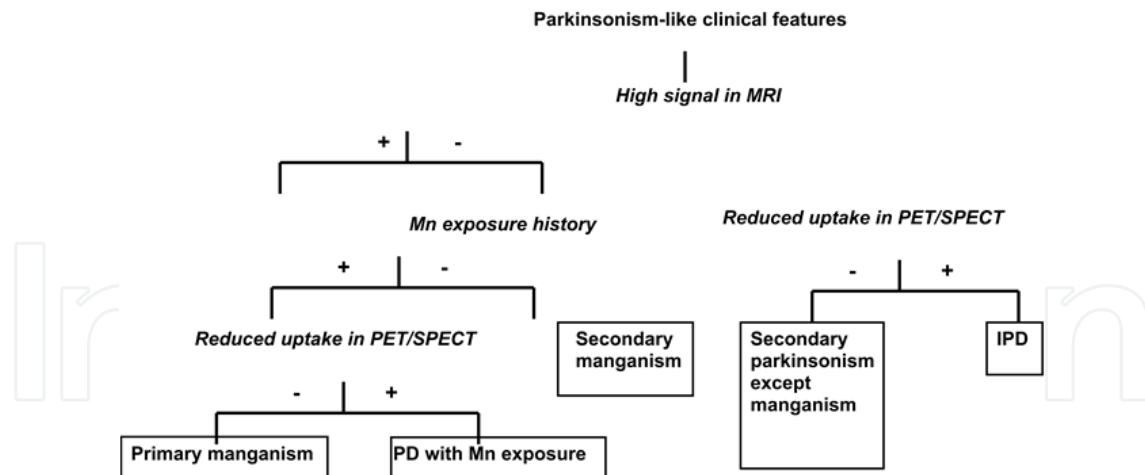 Parkinsonism-like clinical features
High signal in MRI
+ -
Mn exposure history
Reduced uptake in PET/SPECT
+ -
- +
Reduced uptake in PET/SPECT
Secondary
manganism
Secondary
parkinsonism
except
manganism
IPD
- +
Primary manganism
PD with Mn exposure